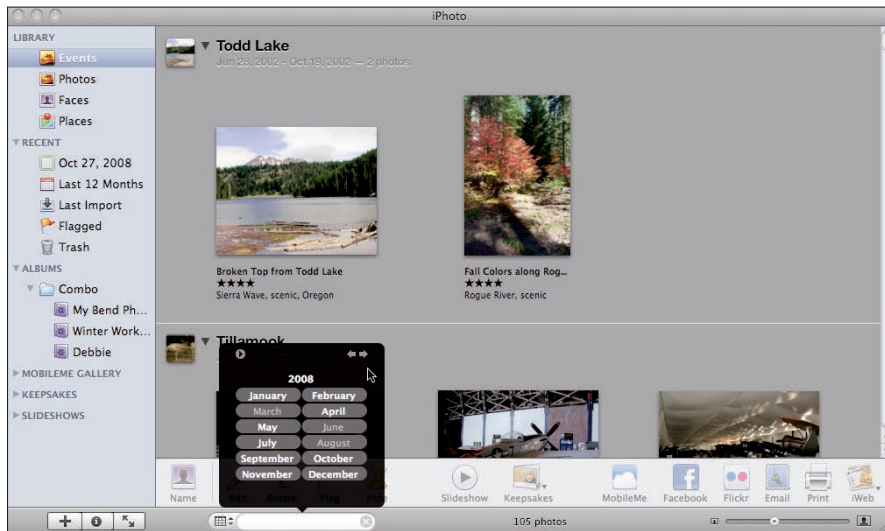 iPhoto
LIBRARY
Events
Photos
Faces
Places
RECENT
Oct 27, 2008
Last 12 Months
Last Import
Flagged
Trash
ALBUMS
Combo
My Bend Ph...
Winter Work...
Debbie
MOBILEME GALLERY
KEEPSAKES
SLIDESHOWS
Todd Lake
Jun 28, 2002 - Oct 19, 2002 — 2 photos
Broken Top from Todd Lake
★★★★
Sierra Wave, scenic, Oregon
Fall Colors along Rog...
★★★★
Rogue River, scenic
Tillamook
2008
January February
March April
May June
July August
September October
November December
Name Edit Rotate Flag Hide Slideshow Keepsakes MobileMe Facebook Flickr Email Print iWeb
105 photos